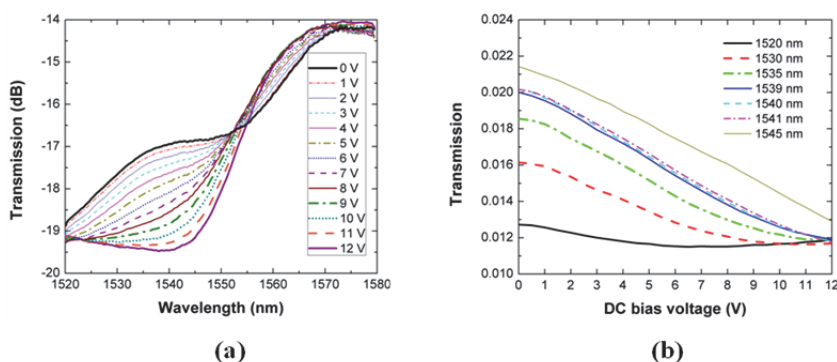 -14
-15
-16
-17
-18
-19
-20
Transmission (dB)
1520 1530 1540 1550 1560 1570 1580
Wavelength (nm)
0 V
1 V
2 V
3 V
4 V
5 V
6 V
7 V
8 V
9 V
10 V
11 V
12 V
(a)
0.024
0.022
0.020
0.018
0.016
0.014
0.012
0.010
Transmission
0 1 2 3 4 5 6 7 8 9 10 11 12
DC bias voltage (V)
1520 nm
1530 nm
1535 nm
1539 nm
1540 nm
1541 nm
1545 nm
(b)